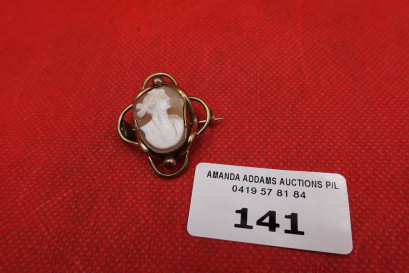 AMANDA ADDAMS AUCTIONS P/L
0419 57 81 84
141